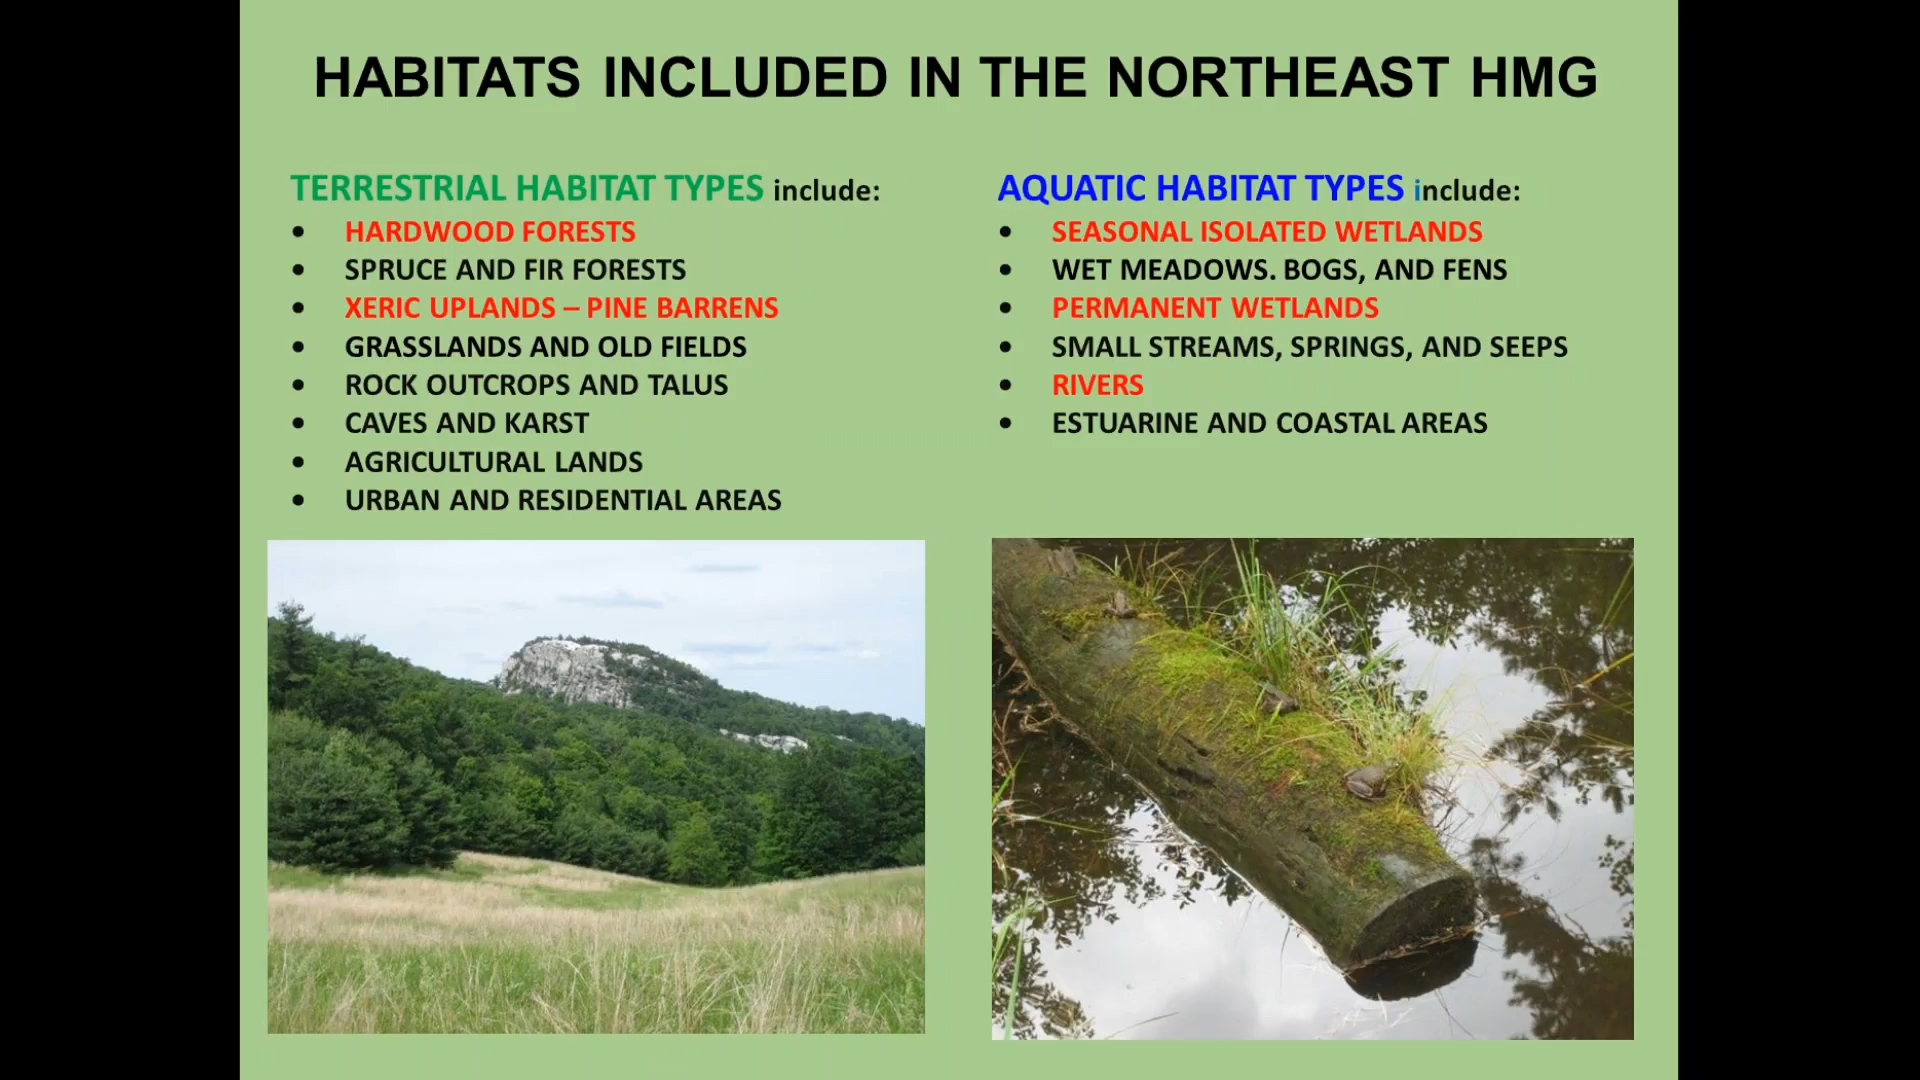 HABITATS INCLUDED IN THE NORTHEAST HMG
TERRESTRIAL HABITAT TYPES include:
• HARDWOOD FORESTS
• SPRUCE AND FIR FORESTS
• XERIC UPLANDS – PINE BARRENS
• GRASSLANDS AND OLD FIELDS
• ROCK OUTCROPS AND TALUS
• CAVES AND KARST
• AGRICULTURAL LANDS
• URBAN AND RESIDENTIAL AREAS
AQUATIC HABITAT TYPES include:
• SEASONAL ISOLATED WETLANDS
• WET MEADOWS. BOGS, AND FENS
• PERMANENT WETLANDS
• SMALL STREAMS, SPRINGS, AND SEEPS
• RIVERS
• ESTUARINE AND COASTAL AREAS